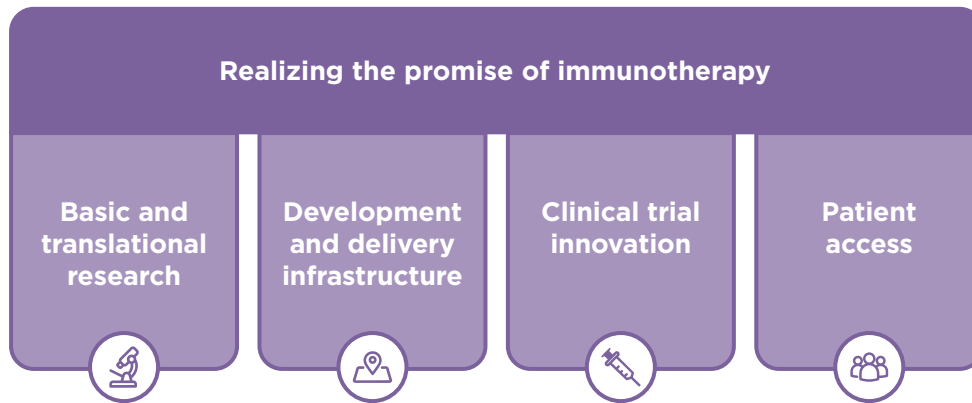 Realizing the promise of immunotherapy
Basic and
translational
research
Development
and delivery
infrastructure
Clinical trial
innovation
Patient
access